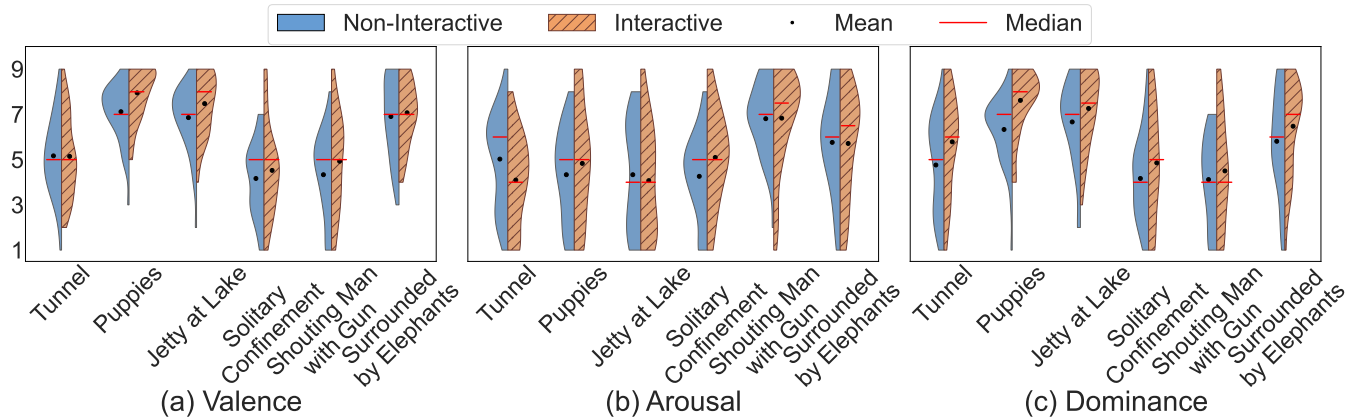 Non-Interactive Interactive Mean Median
9
7
5
3
1
Tunnel
Puppies
Jetty at Lake
Solitary
Confinement
Shouting Man
with Gun
Surrounded
by Elephants
Tunnel
Puppies
Jetty at Lake
Solitary
Confinement
Shouting Man
with Gun
Surrounded
by Elephants
Tunnel
Puppies
Jetty at Lake
Solitary
Confinement
Shouting Man
with Gun
Surrounded
by Elephants
(a) Valence
(b) Arousal
(c) Dominance